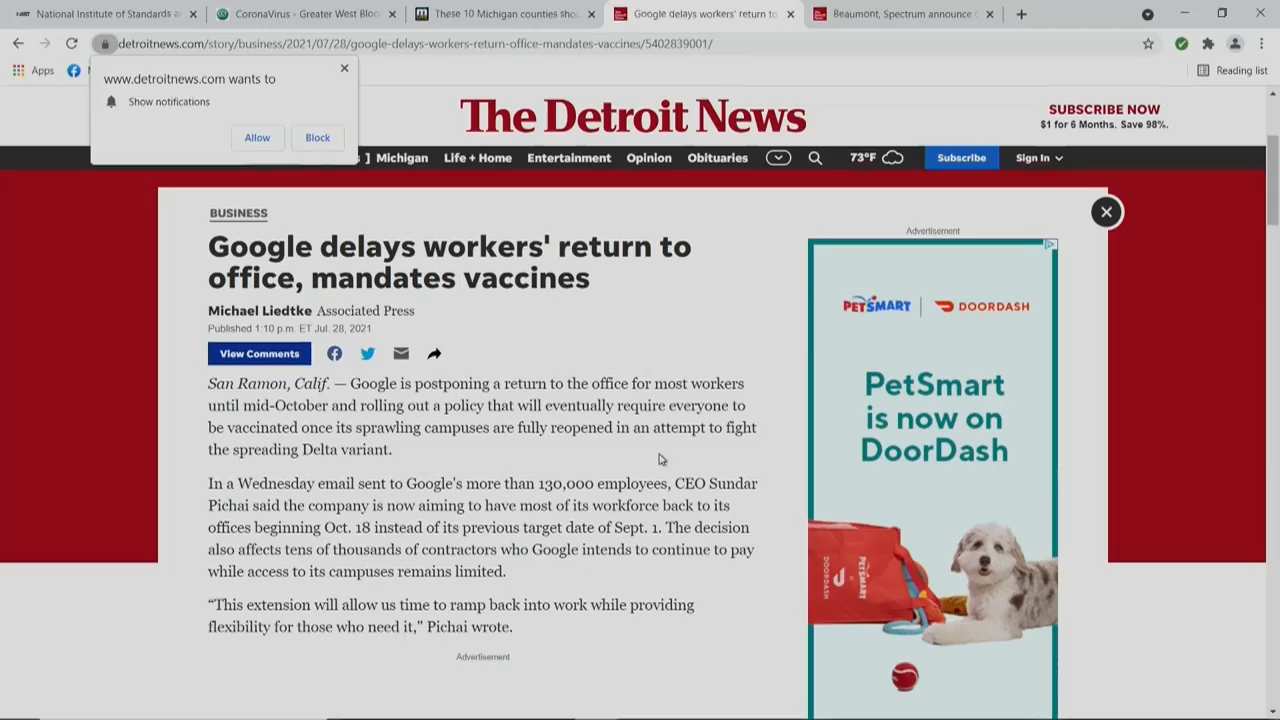 National Institute of Standards a
CoronaVirus - Greater West Bloo
These 10 Michigan counties shou
Google delays workers' return to
Beaumont, Spectrum announce
detroitnews.com/story/business/2021/07/28/google-delays-workers-return-office-mandates-vaccines/5402839001/
Apps
Reading list
www.detroitnews.com wants to
Show notifications
Allow
Block
The Detroit News
SUBSCRIBE NOW
$1 for 6 Months. Save 98%.
Michigan
Life + Home
Entertainment
Opinion
Obituaries
73°F
Subscribe
Sign In
BUSINESS
Google delays workers' return to
office, mandates vaccines
Michael Liedtke Associated Press
Published 1:10 p.m. ET Jul. 28, 2021
View Comments
San Ramon, Calif. — Google is postponing a return to the office for most workers
until mid-October and rolling out a policy that will eventually require everyone to
be vaccinated once its sprawling campuses are fully reopened in an attempt to fight
the spreading Delta variant.
In a Wednesday email sent to Google's more than 130,000 employees, CEO Sundar
Pichai said the company is now aiming to have most of its workforce back to its
offices beginning Oct. 18 instead of its previous target date of Sept. 1. The decision
also affects tens of thousands of contractors who Google intends to continue to pay
while access to its campuses remains limited.
“This extension will allow us time to ramp back into work while providing
flexibility for those who need it," Pichai wrote.
Advertisement
Advertisement
PETSMART
DOORDASH
PetSmart
is now on
DoorDash
DOORDASH
PETSMART